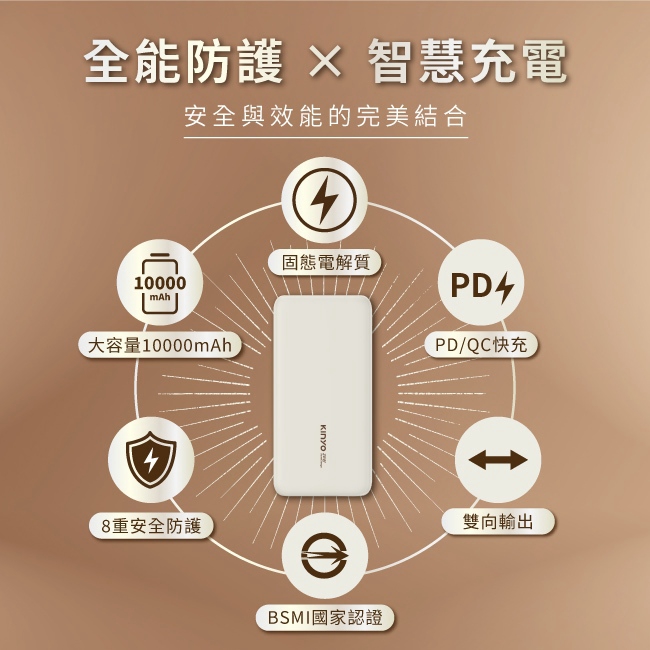 全能防護 × 智慧充電
安全與效能的完美結合
固態電解質
10000
mAh
大容量10000mAh
PD
PD/QC快充
KINYO
8重安全防護
雙向輸出
BSMI國家認證